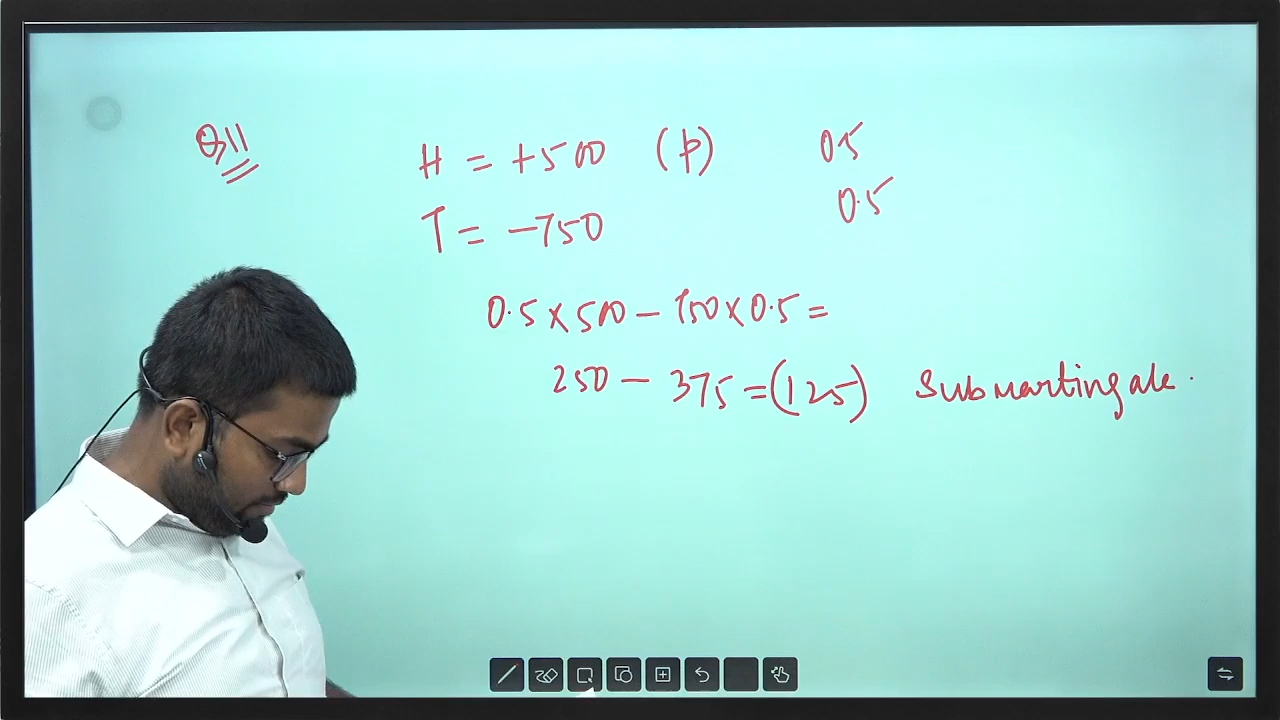 Q11
H = +500 (p) 0.5
T = -750 0.5
0.5 × 500 - 750 × 0.5 =
250 - 375 = (125) Submartingale.